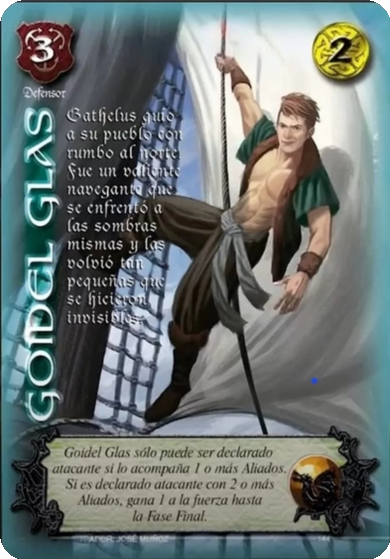 3
2
Defensor
GOIDEL GLAS
Gathelus guio
a su pueblo con
rumbo al norte.
Fue un valiente
navegante que
se enfrentó a
las sombras
mismas y las
volvió tan
pequeñas que
se hicieron
invisibles.
Goidel Glas sólo puede ser declarado
atacante si lo acompaña 1 o más Aliados.
Si es declarado atacante con 2 o más
Aliados, gana 1 a la fuerza hasta
la Fase Final.
JOSÉ MUÑOZ